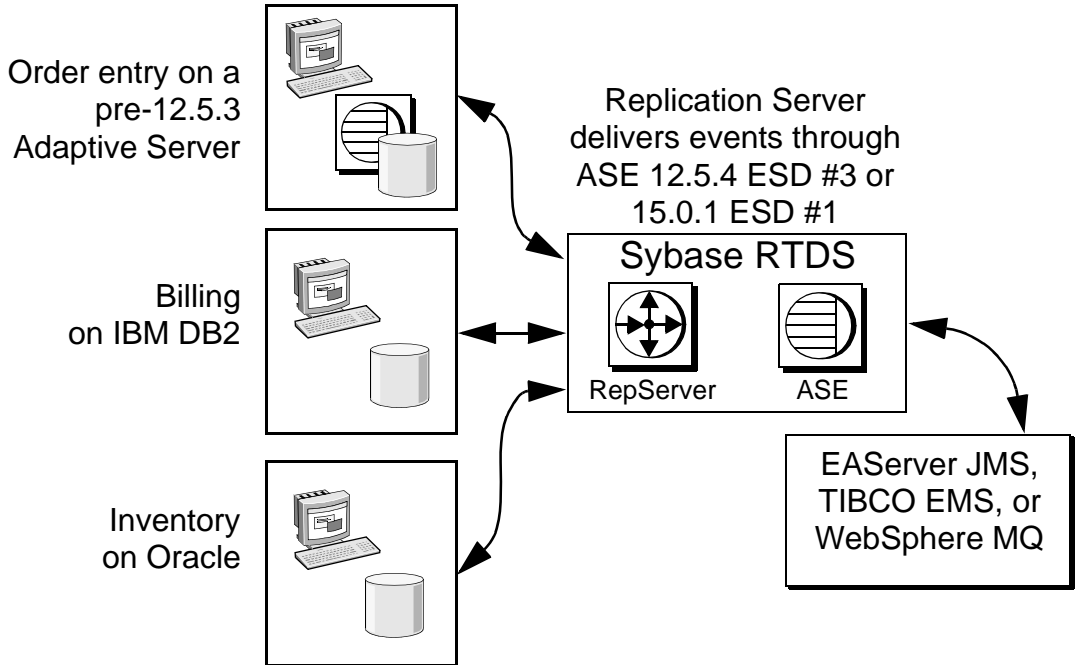 Order entry on a
pre-12.5.3
Adaptive Server
Replication Server
delivers events through
ASE 12.5.4 ESD #3 or
15.0.1 ESD #1
Sybase RTDS
RepServer
ASE
Billing
on IBM DB2
EAServer JMS,
TIBCO EMS, or
WebSphere MQ
Inventory
on Oracle